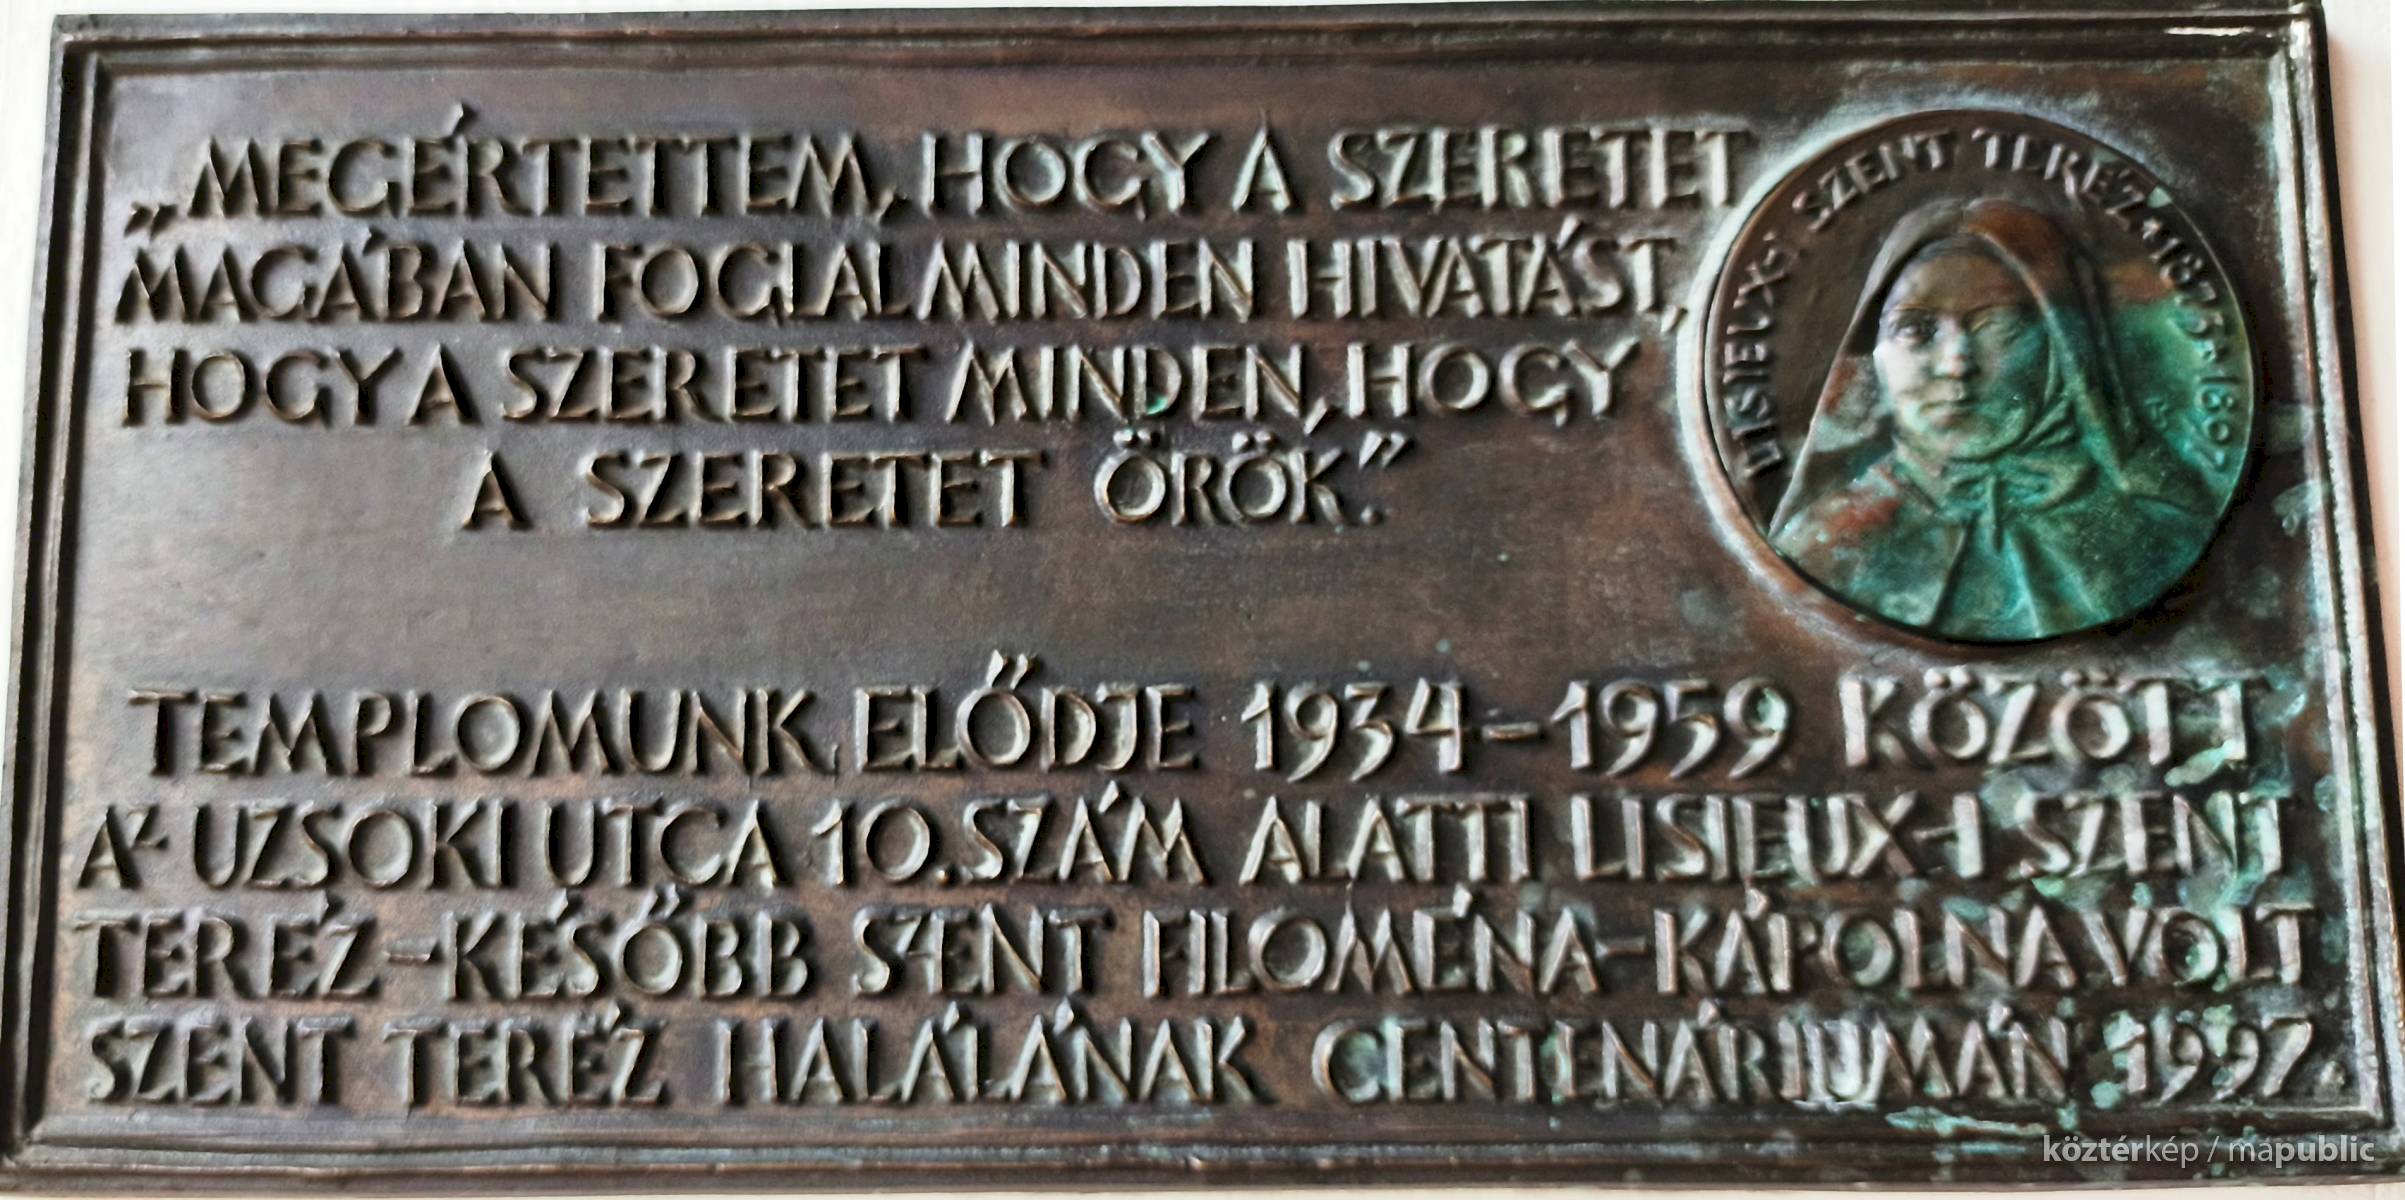 „MEGÉRTETTEM, HOGY A SZERETET
MAGÁBAN FOGLAL MINDEN HIVATÁST,
HOGY A SZERETET MINDEN, HOGY
A SZERETET ÖRÖK."
LISIEUX-I SZENT TERÉZ • 1873-1897
TEMPLOMUNK ELŐDJE 1934-1959 KÖZÖTT
AZ UZSOKI UTCA 10. SZÁM ALATTI LISIEUX-I SZENT
TERÉZ - KÉSŐBB SZENT FILOMÉNA-KÁPOLNA VOLT
SZENT TERÉZ HALÁLÁNAK CENTENÁRIUMÁN 1997
köztérkép / mapublic